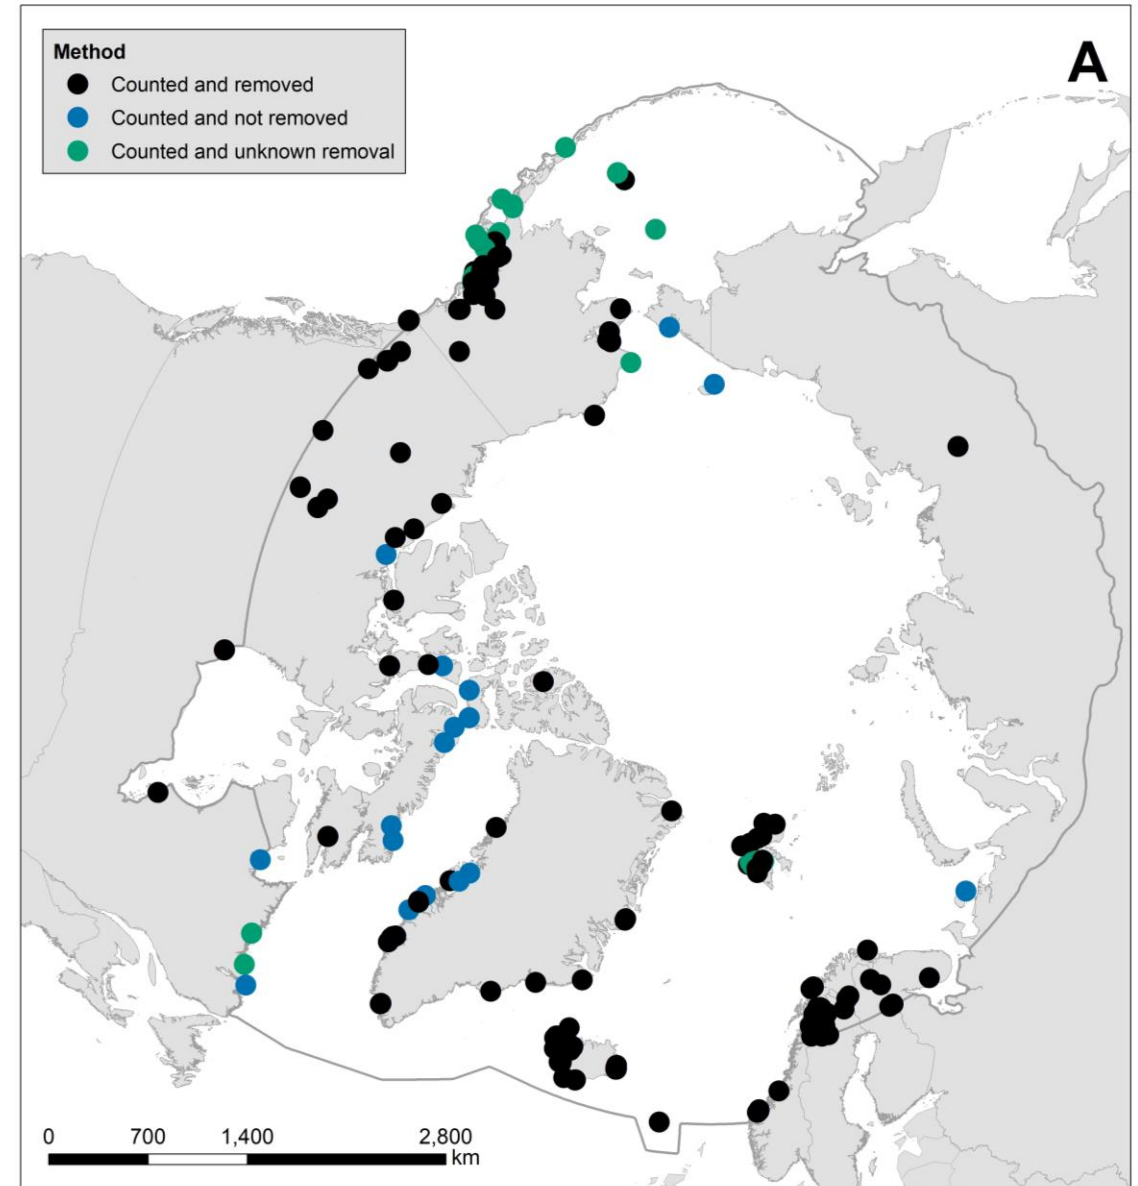 A
Method
Counted and removed
Counted and not removed
Counted and unknown removal
0 700 1,400 2,800
km